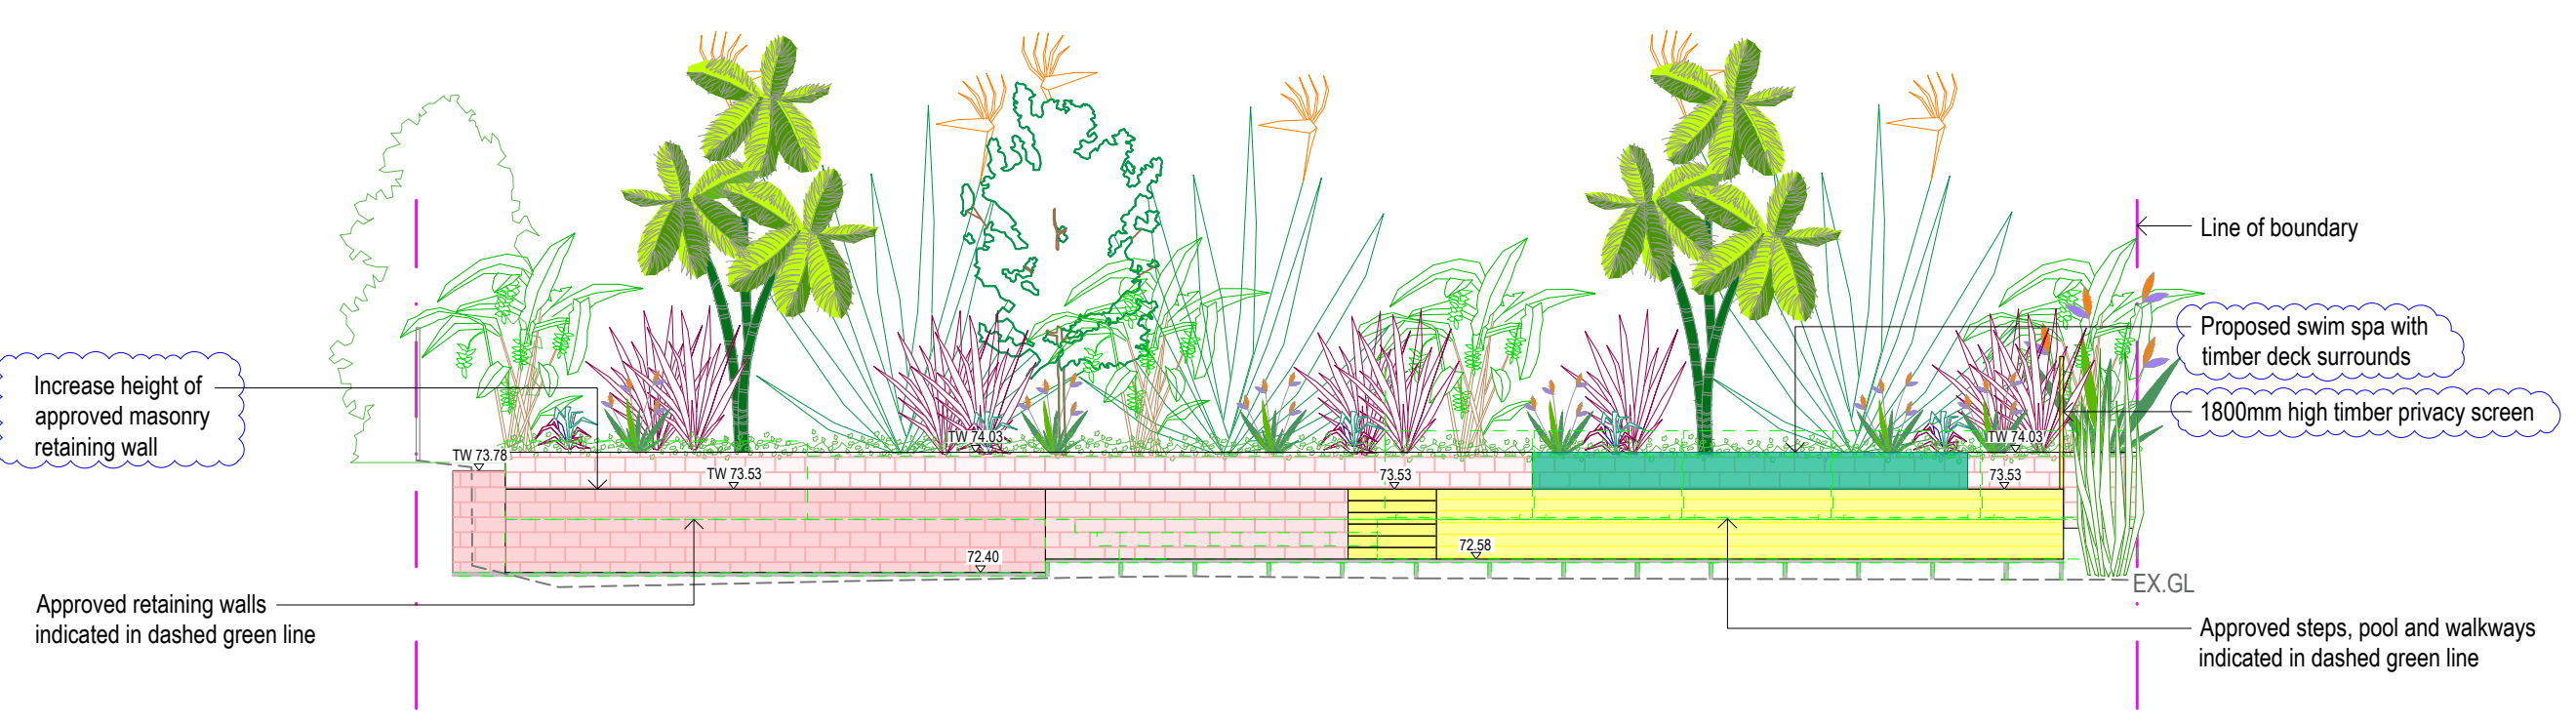 Line of boundary
Proposed swim spa with
timber deck surrounds
Increase height of
approved masonry
retaining wall
1800mm high timber privacy screen
TW 74.03
TW 74.03
TW 73.78
TW 73.53
73.53
73.53
72.40
72.58
EX.GL
Approved retaining walls
indicated in dashed green line
Approved steps, pool and walkways
indicated in dashed green line